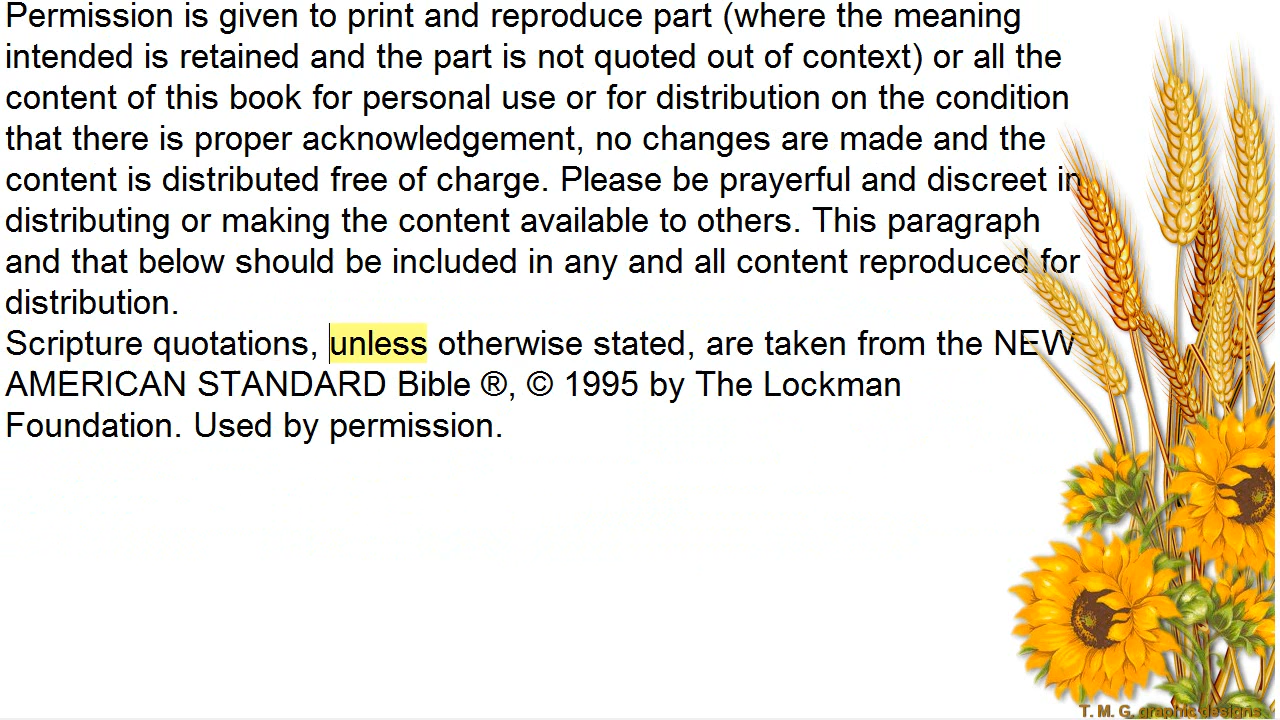 Permission is given to print and reproduce part (where the meaning
intended is retained and the part is not quoted out of context) or all the
content of this book for personal use or for distribution on the condition
that there is proper acknowledgement, no changes are made and the
content is distributed free of charge. Please be prayerful and discreet in
distributing or making the content available to others. This paragraph
and that below should be included in any and all content reproduced for
distribution.
Scripture quotations, unless otherwise stated, are taken from the NEW
AMERICAN STANDARD Bible ®, © 1995 by The Lockman
Foundation. Used by permission.
T. M. G. graphic designs